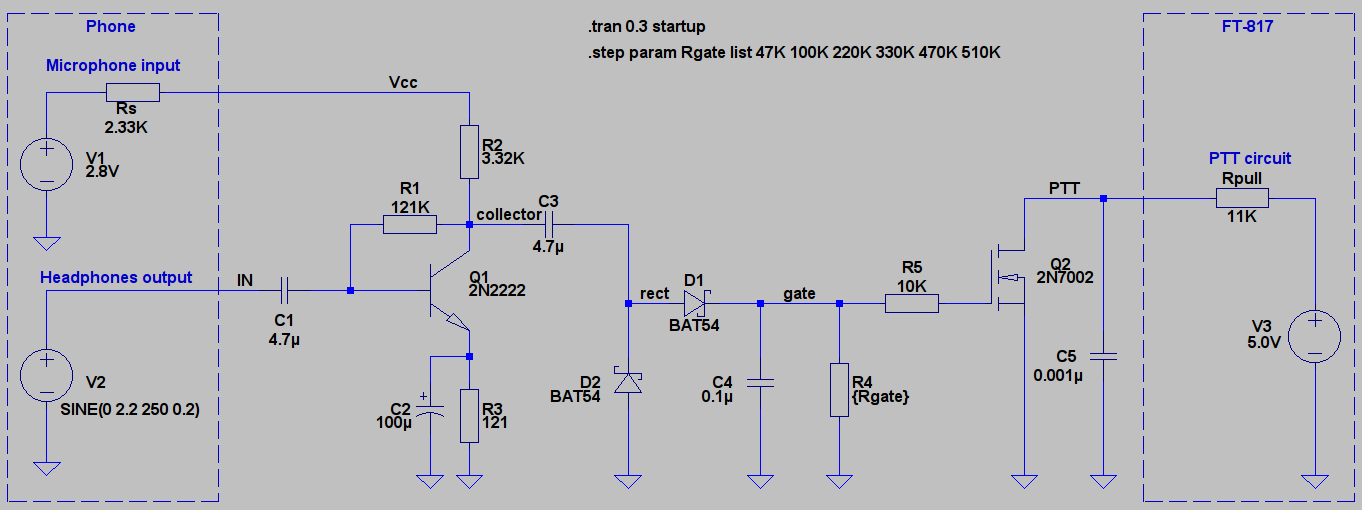 Phone
.tran 0.3 startup
FT-817
.step param Rgate list 47K 100K 220K 330K 470K 510K
Microphone input
Vcc
Rs
2.33K
V1
2.8V
R2
3.32K
PTT circuit
Rpull
11K
R1
121K
PTT
collector
C3
4.7µ
Headphones output
IN
Q1
2N2222
D1
BAT54
rect
gate
R5
10K
Q2
2N7002
C1
4.7µ
V3
5.0V
C5
0.001µ
V2
SINE(0 2.2 250 0.2)
C2
100µ
R3
121
D2
BAT54
C4
0.1µ
R4
{Rgate}